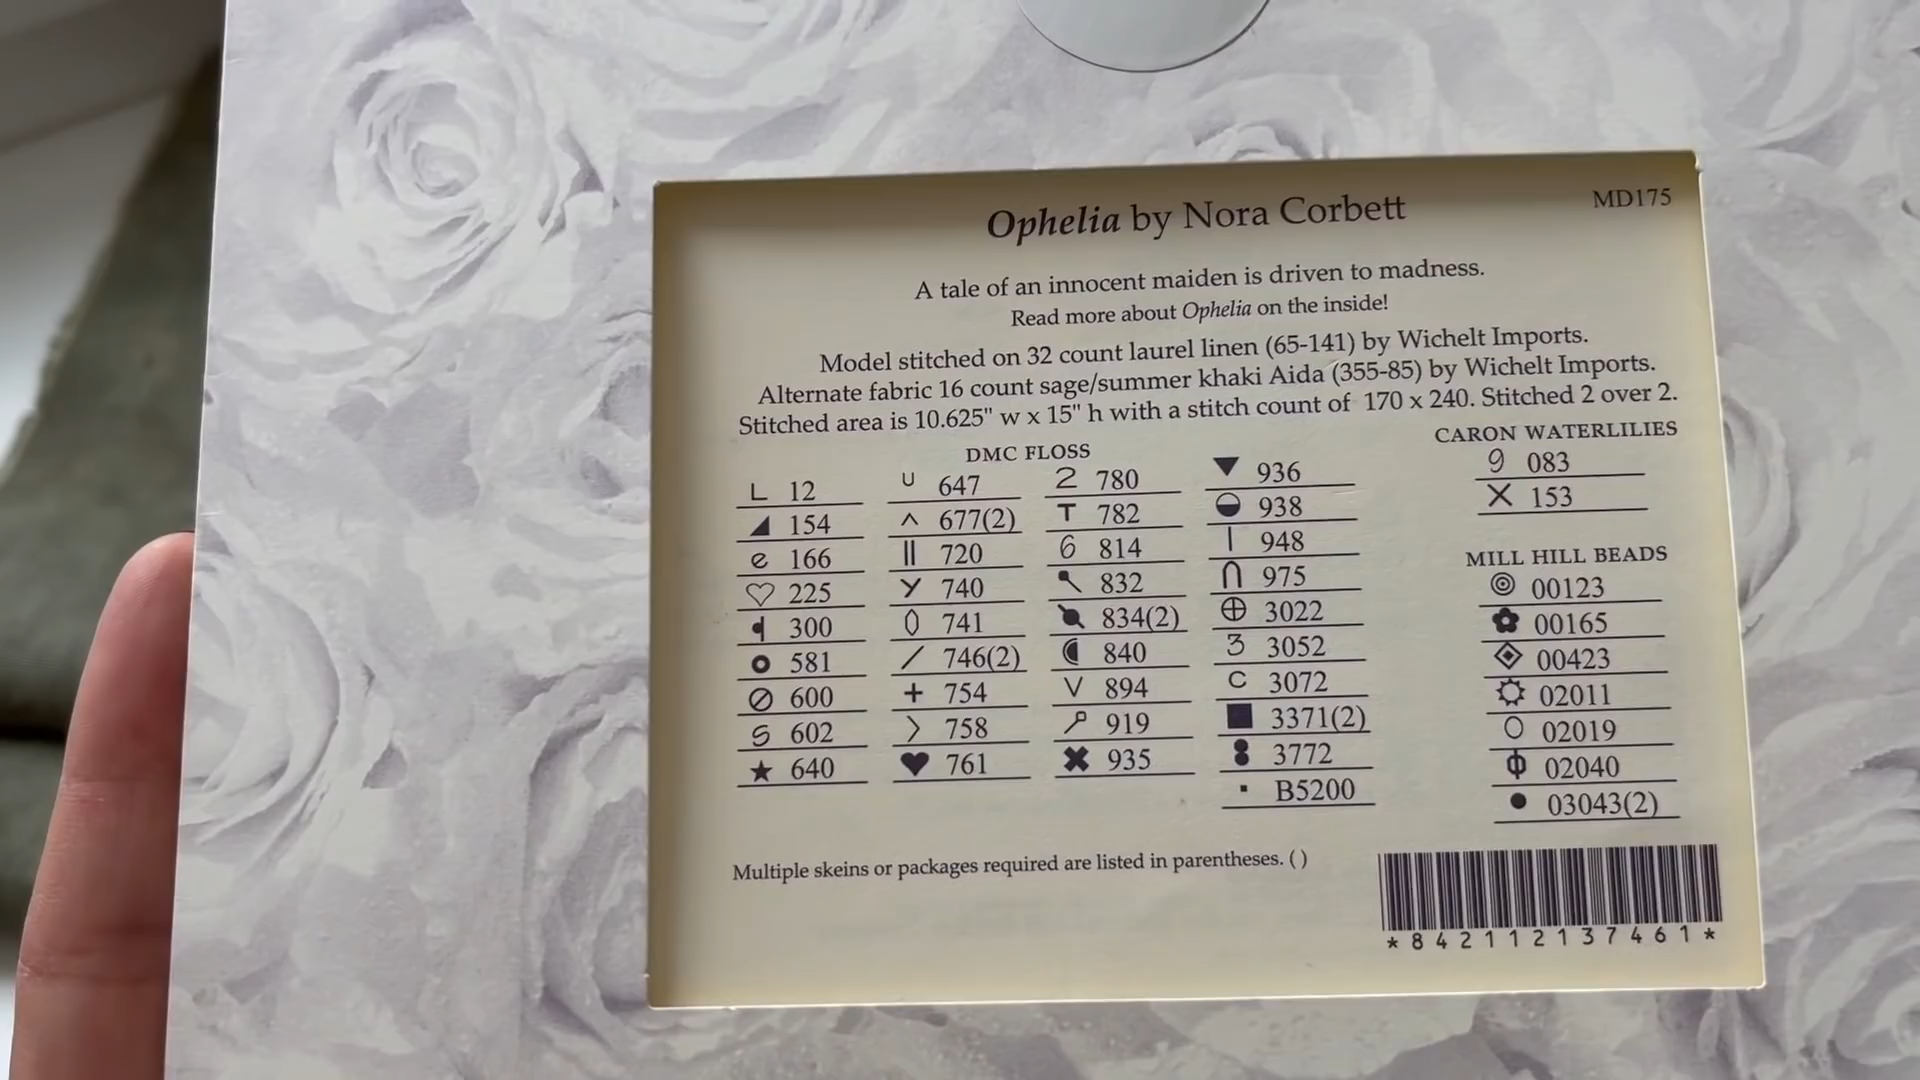 Ophelia by Nora Corbett
MD175
A tale of an innocent maiden is driven to madness.
Read more about Ophelia on the inside!
Model stitched on 32 count laurel linen (65-141) by Wichelt Imports.
Alternate fabric 16 count sage/summer khaki Aida (355-85) by Wichelt Imports.
Stitched area is 10.625" w x 15" h with a stitch count of 170 x 240. Stitched 2 over 2.
DMC FLOSS
L 12
154
e 166
♡ 225
300
581
600
S 602
★ 640
U 647
^ 677(2)
|| 720
Y 740
741
/ 746(2)
+ 754
> 758
♥ 761
2 780
T 782
6 814
832
834(2)
840
V 894
919
✖ 935
▼ 936
938
| 948
∩ 975
⊕ 3022
3 3052
C 3072
■ 3371(2)
3772
▪ B5200
CARON WATERLILIES
9 083
X 153
MILL HILL BEADS
◎ 00123
00165
◈ 00423
02011
O 02019
02040
● 03043(2)
Multiple skeins or packages required are listed in parentheses. ( )
*84211213746​1*